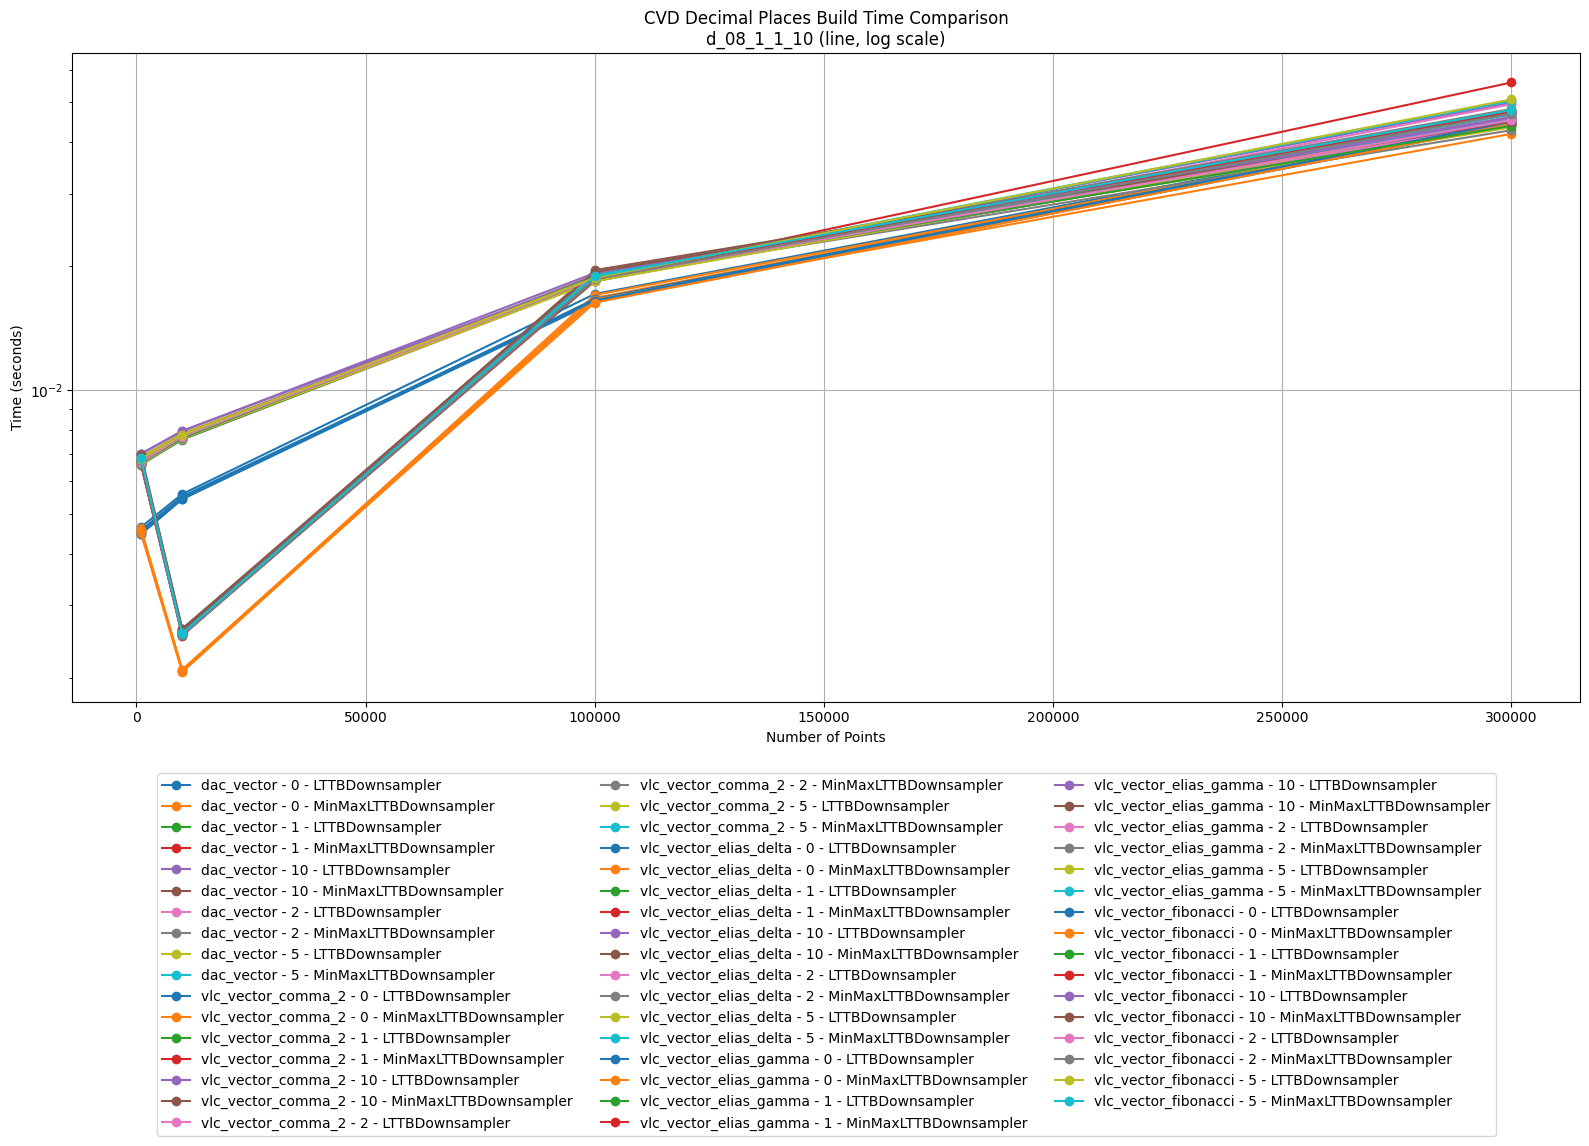 CVD Decimal Places Build Time Comparison
d_08_1_1_10 (line, log scale)
Time (seconds)
10⁻²
0 50000 100000 150000 200000 250000 300000
Number of Points
dac_vector - 0 - LTTBDownsampler
dac_vector - 0 - MinMaxLTTBDownsampler
dac_vector - 1 - LTTBDownsampler
dac_vector - 1 - MinMaxLTTBDownsampler
dac_vector - 10 - LTTBDownsampler
dac_vector - 10 - MinMaxLTTBDownsampler
dac_vector - 2 - LTTBDownsampler
dac_vector - 2 - MinMaxLTTBDownsampler
dac_vector - 5 - LTTBDownsampler
dac_vector - 5 - MinMaxLTTBDownsampler
vlc_vector_comma_2 - 0 - LTTBDownsampler
vlc_vector_comma_2 - 0 - MinMaxLTTBDownsampler
vlc_vector_comma_2 - 1 - LTTBDownsampler
vlc_vector_comma_2 - 1 - MinMaxLTTBDownsampler
vlc_vector_comma_2 - 10 - LTTBDownsampler
vlc_vector_comma_2 - 10 - MinMaxLTTBDownsampler
vlc_vector_comma_2 - 2 - LTTBDownsampler
vlc_vector_comma_2 - 2 - MinMaxLTTBDownsampler
vlc_vector_comma_2 - 5 - LTTBDownsampler
vlc_vector_comma_2 - 5 - MinMaxLTTBDownsampler
vlc_vector_elias_delta - 0 - LTTBDownsampler
vlc_vector_elias_delta - 0 - MinMaxLTTBDownsampler
vlc_vector_elias_delta - 1 - LTTBDownsampler
vlc_vector_elias_delta - 1 - MinMaxLTTBDownsampler
vlc_vector_elias_delta - 10 - LTTBDownsampler
vlc_vector_elias_delta - 10 - MinMaxLTTBDownsampler
vlc_vector_elias_delta - 2 - LTTBDownsampler
vlc_vector_elias_delta - 2 - MinMaxLTTBDownsampler
vlc_vector_elias_delta - 5 - LTTBDownsampler
vlc_vector_elias_delta - 5 - MinMaxLTTBDownsampler
vlc_vector_elias_gamma - 0 - LTTBDownsampler
vlc_vector_elias_gamma - 0 - MinMaxLTTBDownsampler
vlc_vector_elias_gamma - 1 - LTTBDownsampler
vlc_vector_elias_gamma - 1 - MinMaxLTTBDownsampler
vlc_vector_elias_gamma - 10 - LTTBDownsampler
vlc_vector_elias_gamma - 10 - MinMaxLTTBDownsampler
vlc_vector_elias_gamma - 2 - LTTBDownsampler
vlc_vector_elias_gamma - 2 - MinMaxLTTBDownsampler
vlc_vector_elias_gamma - 5 - LTTBDownsampler
vlc_vector_elias_gamma - 5 - MinMaxLTTBDownsampler
vlc_vector_fibonacci - 0 - LTTBDownsampler
vlc_vector_fibonacci - 0 - MinMaxLTTBDownsampler
vlc_vector_fibonacci - 1 - LTTBDownsampler
vlc_vector_fibonacci - 1 - MinMaxLTTBDownsampler
vlc_vector_fibonacci - 10 - LTTBDownsampler
vlc_vector_fibonacci - 10 - MinMaxLTTBDownsampler
vlc_vector_fibonacci - 2 - LTTBDownsampler
vlc_vector_fibonacci - 2 - MinMaxLTTBDownsampler
vlc_vector_fibonacci - 5 - LTTBDownsampler
vlc_vector_fibonacci - 5 - MinMaxLTTBDownsampler